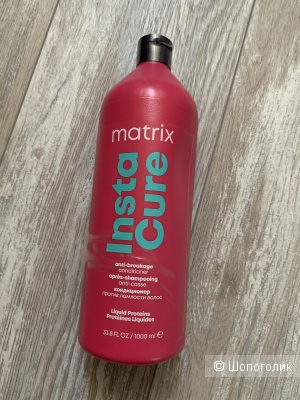 matrix
Insta
Cure
anti-breakage
conditioner
après-shampooing
anti-casse
кондиционер
против ломкости волос
Liquid Proteins
Protéines Liquides
33.8 FL OZ / 1000 ml e
© Шопоголик